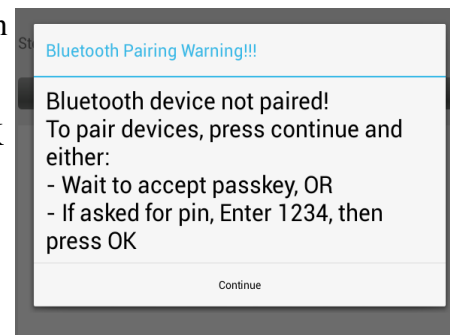 Bluetooth Pairing Warning!!!
Bluetooth device not paired!
To pair devices, press continue and
either:
- Wait to accept passkey, OR
- If asked for pin, Enter 1234, then
press OK
Continue